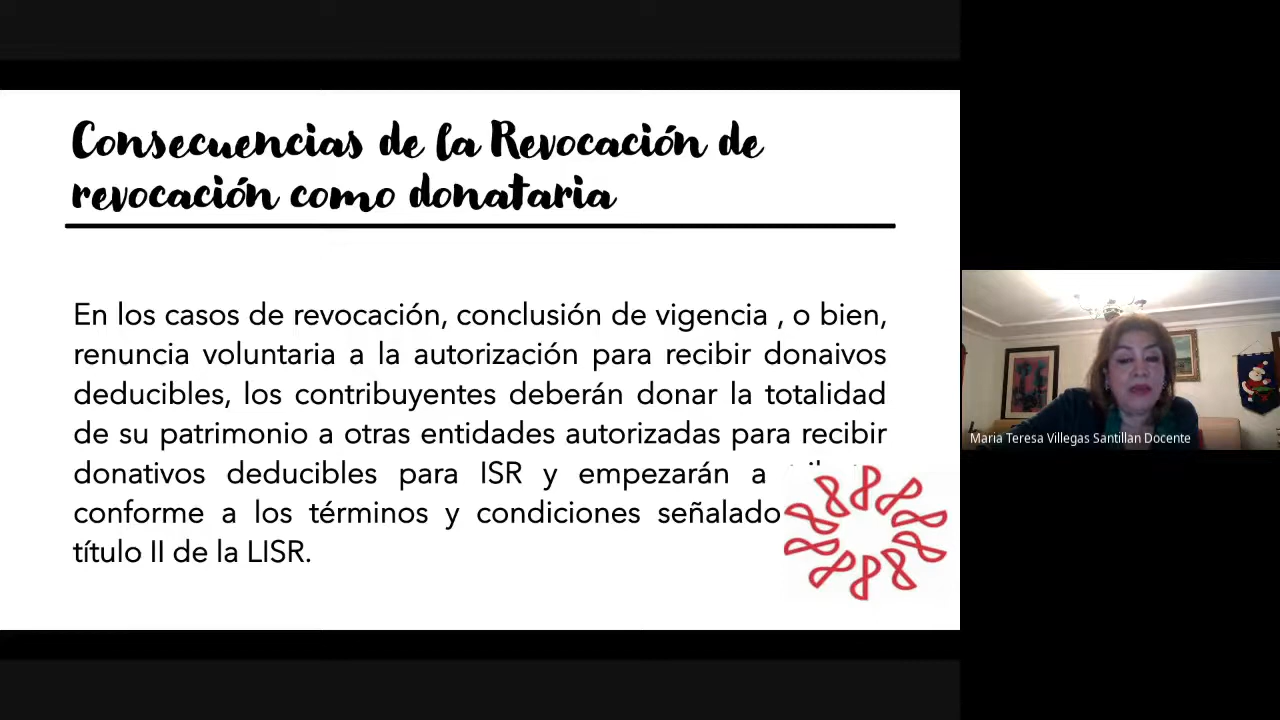 Consecuencias de la Revocación de
revocación como donataria
En los casos de revocación, conclusión de vigencia , o bien,
renuncia voluntaria a la autorización para recibir donaivos
deducibles, los contribuyentes deberán donar la totalidad
de su patrimonio a otras entidades autorizadas para recibir
donativos deducibles para ISR y empezarán a
conforme a los términos y condiciones señalado
título II de la LISR.
Maria Teresa Villegas Santillan Docente